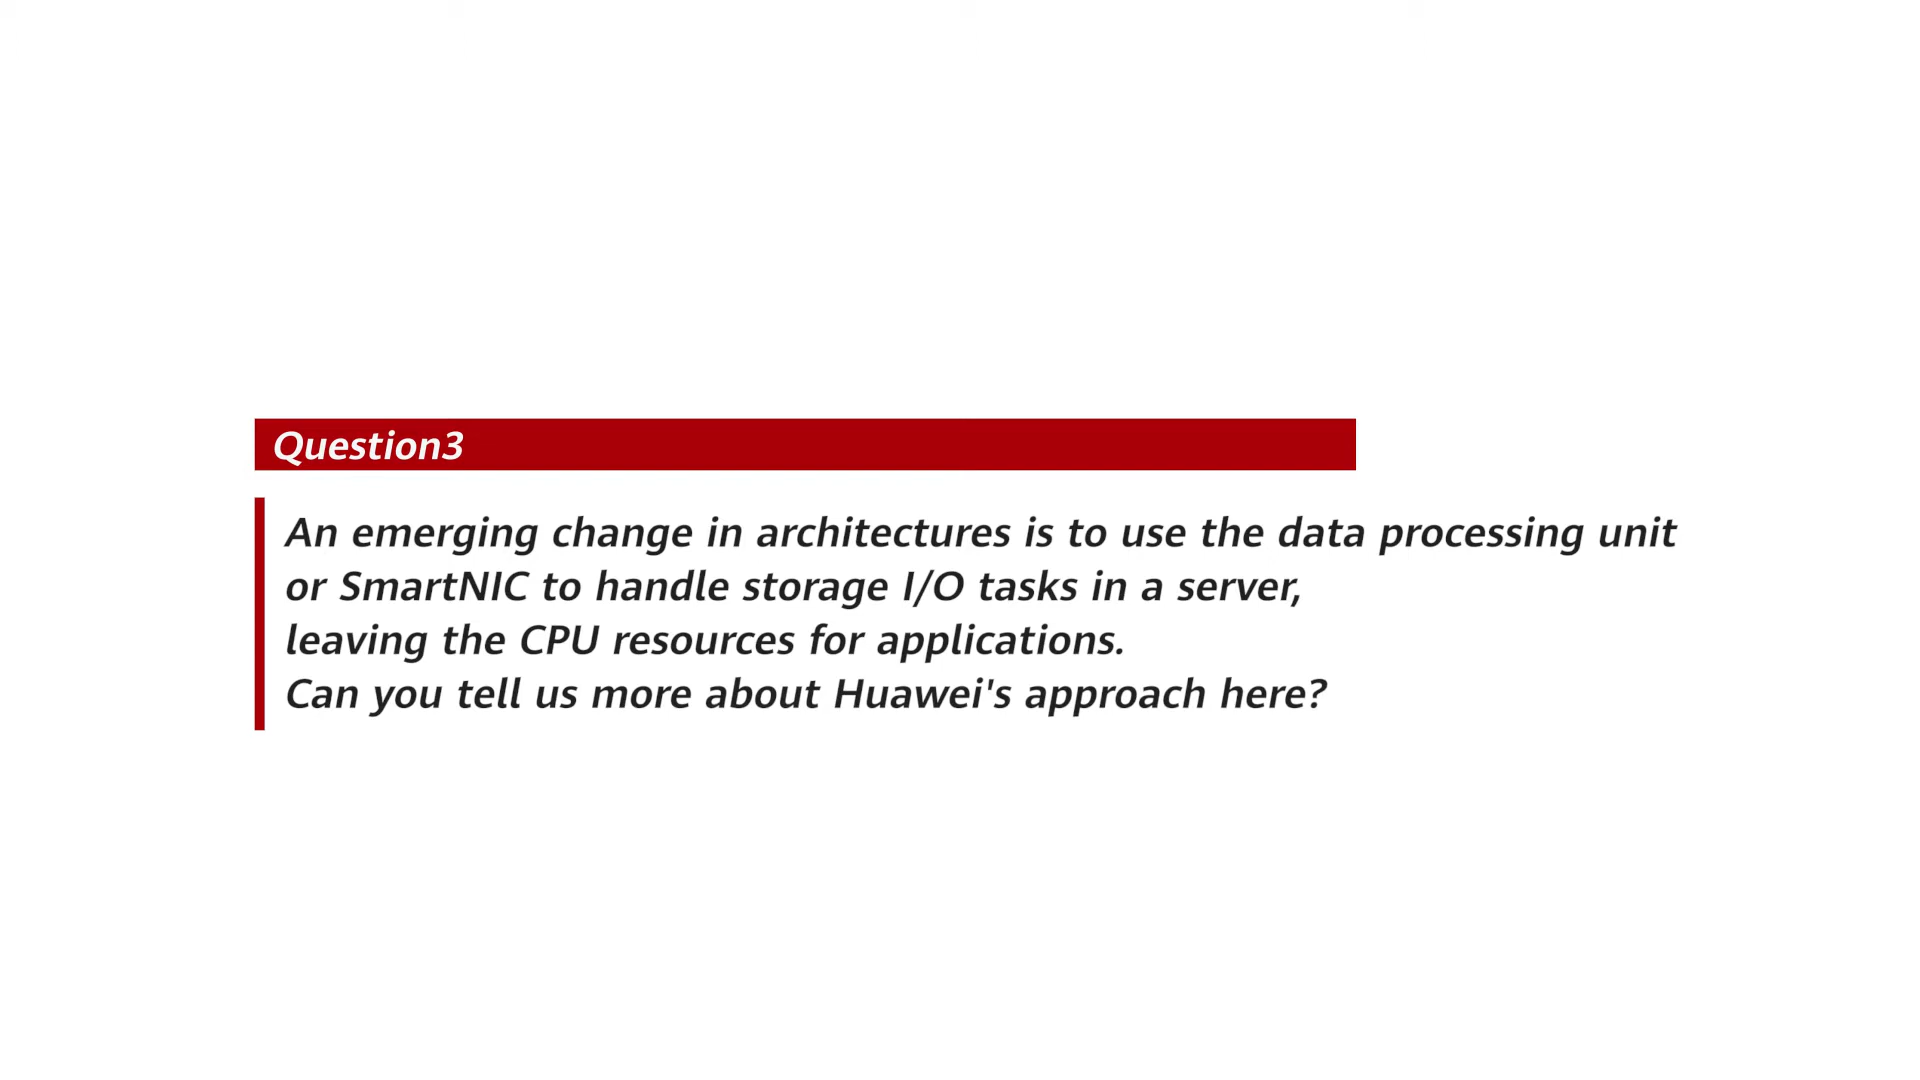 Question3
An emerging change in architectures is to use the data processing unit
or SmartNIC to handle storage I/O tasks in a server,
leaving the CPU resources for applications.
Can you tell us more about Huawei's approach here?